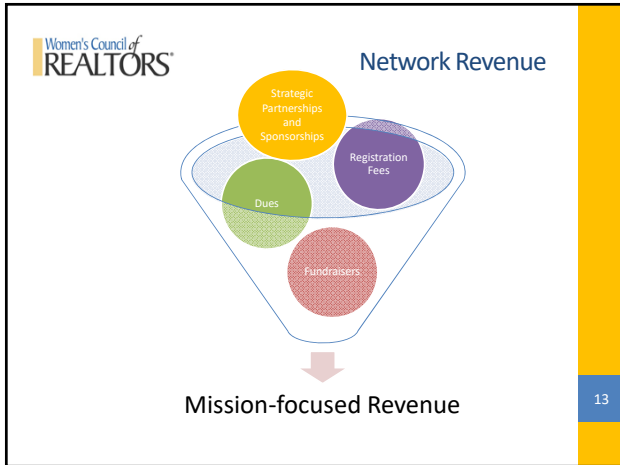 Women's Council of
REALTORS®
Network Revenue
Strategic
Partnerships
and
Sponsorships
Registration
Fees
Dues
Fundraisers
Mission-focused Revenue
13